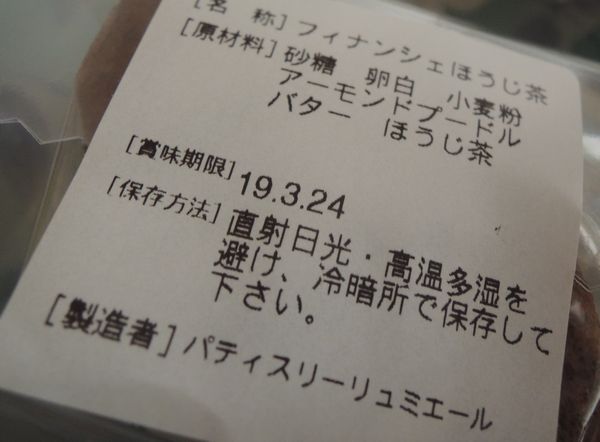 [名 称]フィナンシェほうじ茶
[原材料]砂糖 卵白 小麦粉
アーモンドプードル
バター ほうじ茶
[賞味期限]19.3.24
[保存方法]直射日光・高温多湿を
避け、冷暗所で保存して
下さい。
[製造者]パティスリーリュミエール